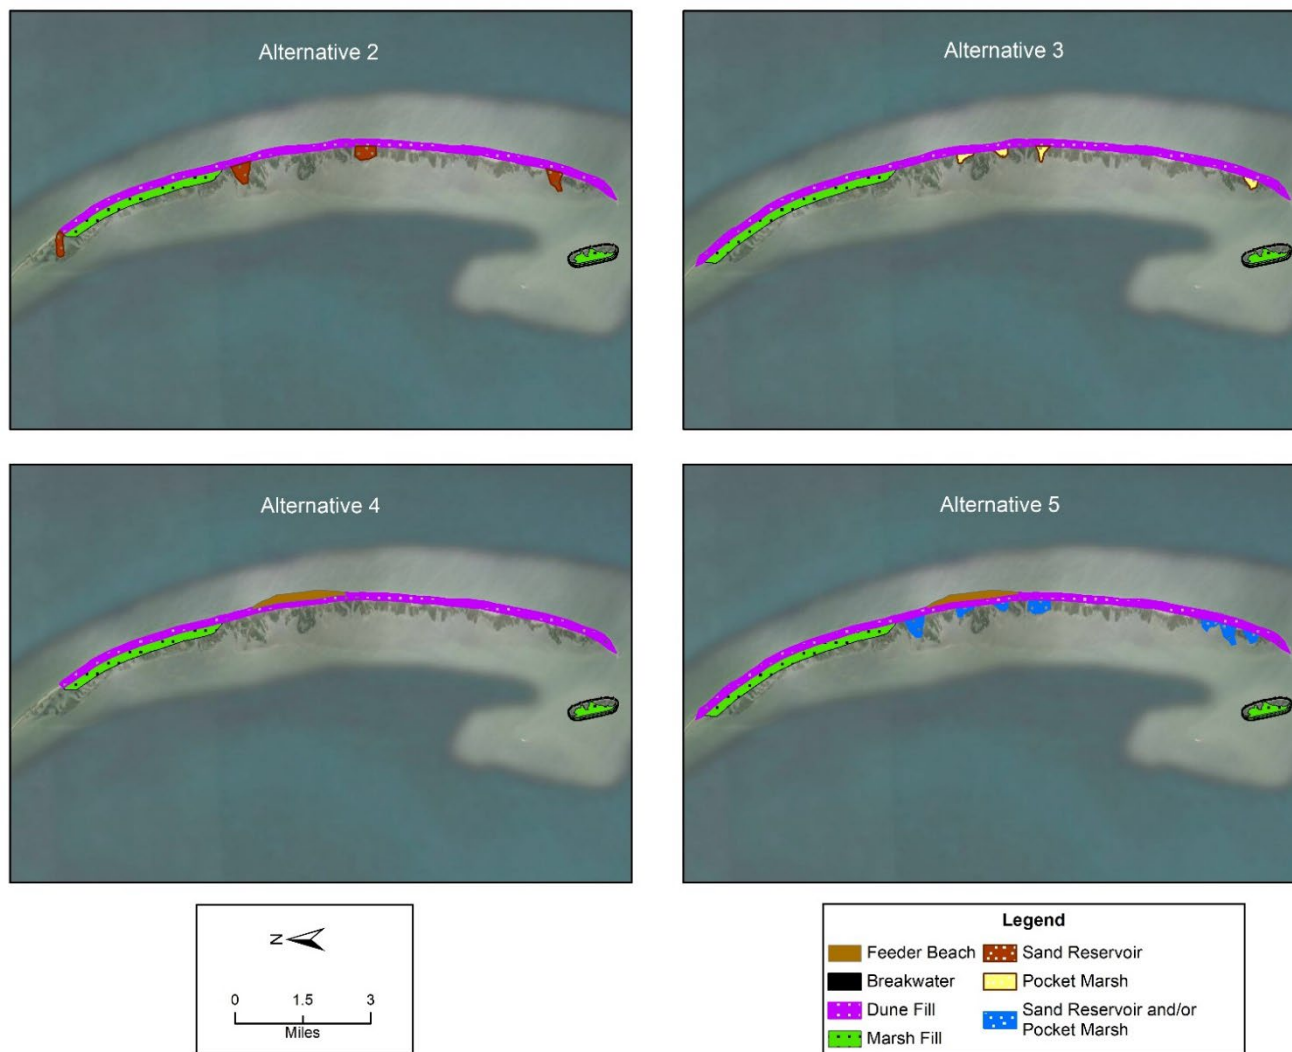 Alternative 2
Alternative 3
Alternative 4
Alternative 5
N
0 1.5 3
Miles
Legend
Feeder Beach
Breakwater
Dune Fill
Marsh Fill
Sand Reservoir
Pocket Marsh
Sand Reservoir and/or
Pocket Marsh